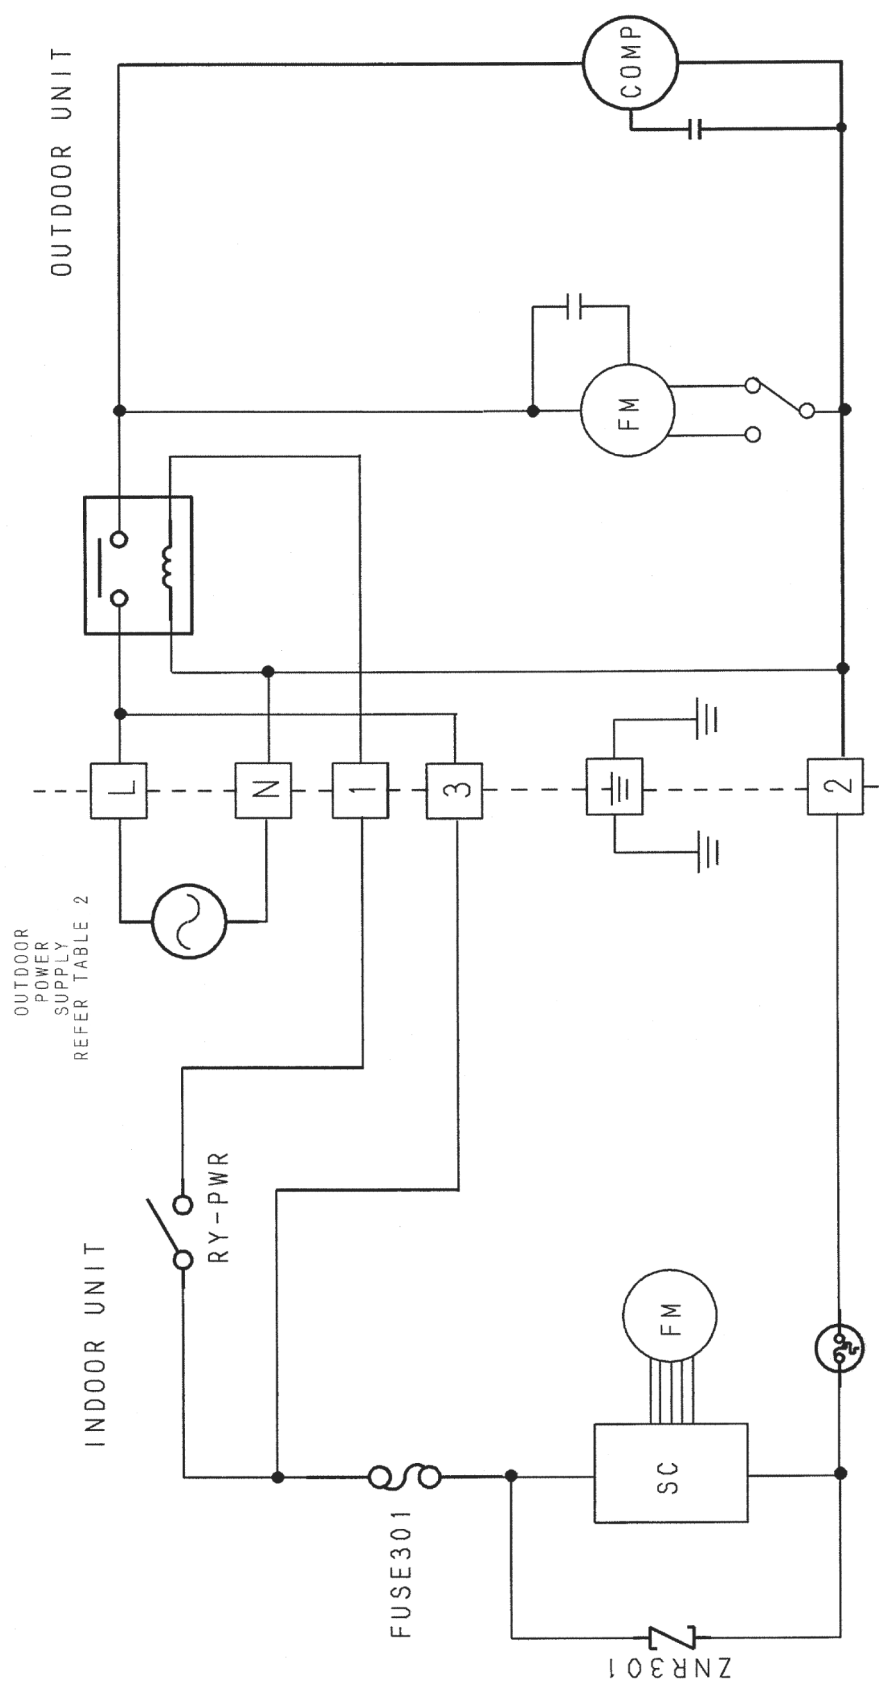 OUTDOOR UNIT
COMP
FM
L
N
1
3
2
OUTDOOR
POWER
SUPPLY
REFER TABLE 2
RY-PWR
INDOOR UNIT
FM
SC
FUSE301
ZNR301